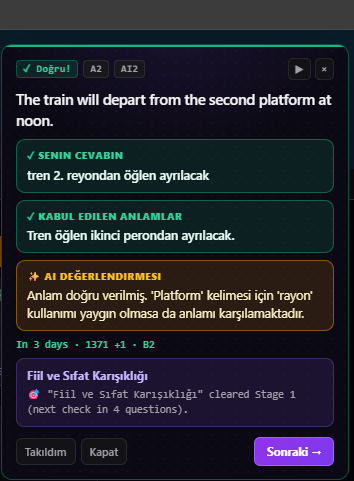 ✓ Doğru! A2 AI2 ▶ ×
The train will depart from the second platform at
noon.
✓ SENIN CEVABIN
tren 2. reyondan öğlen ayrılacak
✓ KABUL EDILEN ANLAMLAR
Tren öğlen ikinci perondan ayrılacak.
✨ AI DEĞERLENDIRMESI
Anlam doğru verilmiş. 'Platform' kelimesi için 'rayon'
kullanımı yaygın olmasa da anlamı karşılamaktadır.
In 3 days · 1371 +1 · B2
Fiil ve Sıfat Karışıklığı
🎯 "Fiil ve Sıfat Karışıklığı" cleared Stage 1
(next check in 4 questions).
Takıldım Kapat Sonraki →